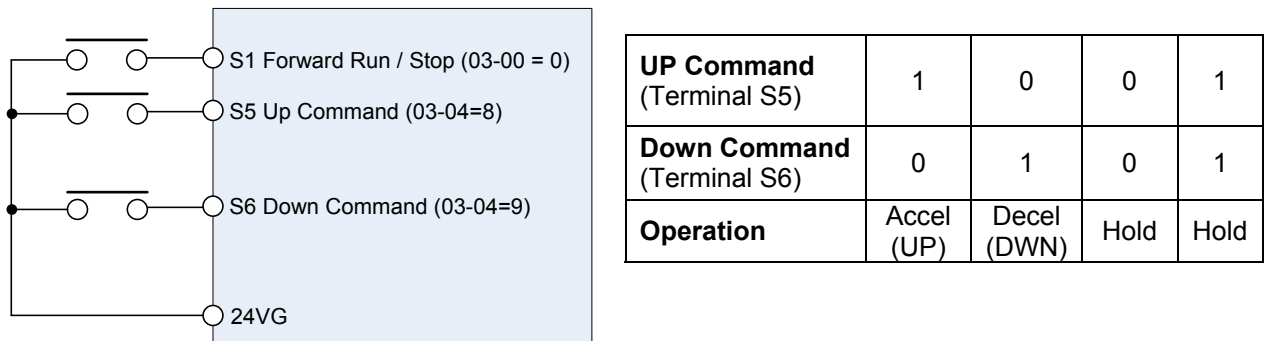 S1 Forward Run / Stop (03-00 = 0)
S5 Up Command (03-04=8)
S6 Down Command (03-04=9)
24VG
UP Command
(Terminal S5)
1 0 0 1
Down Command
(Terminal S6)
0 1 0 1
Operation
Accel
(UP)
Decel
(DWN)
Hold Hold